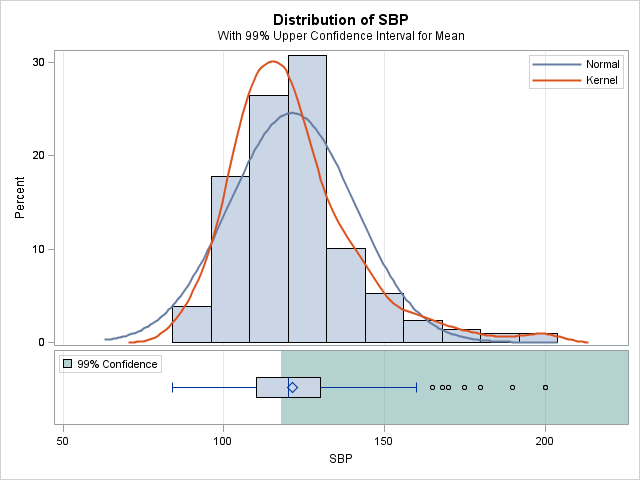 Distribution of SBP
With 99% Upper Confidence Interval for Mean
30
20
10
0
Percent
Normal
Kernel
99% Confidence
50 100 150 200
SBP